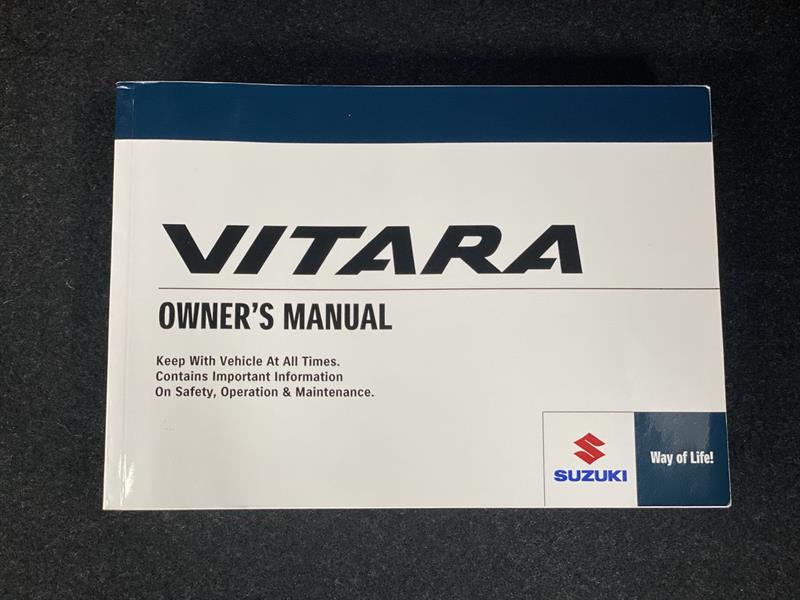 VITARA
OWNER'S MANUAL
Keep With Vehicle At All Times.
Contains Important Information
On Safety, Operation & Maintenance.
SUZUKI
Way of Life!